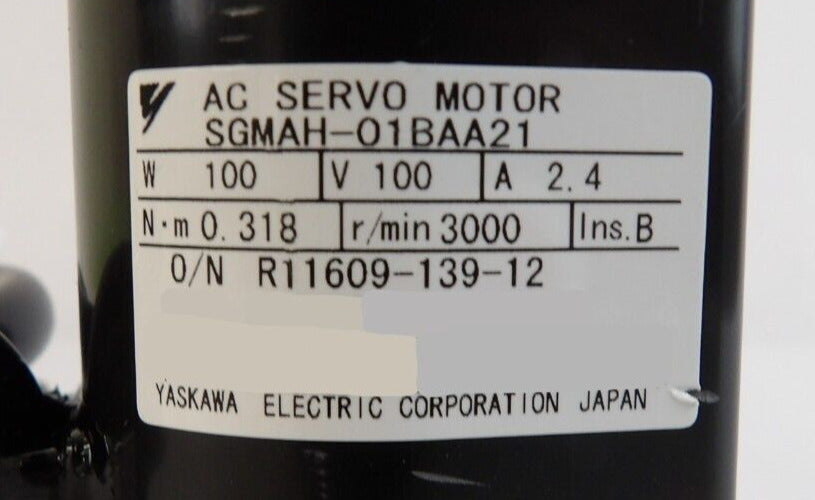 AC SERVO MOTOR
SGMAH-01BAA21
W 100 V 100 A 2.4
N·m 0.318 r/min 3000 Ins.B
O/N R11609-139-12
YASKAWA ELECTRIC CORPORATION JAPAN